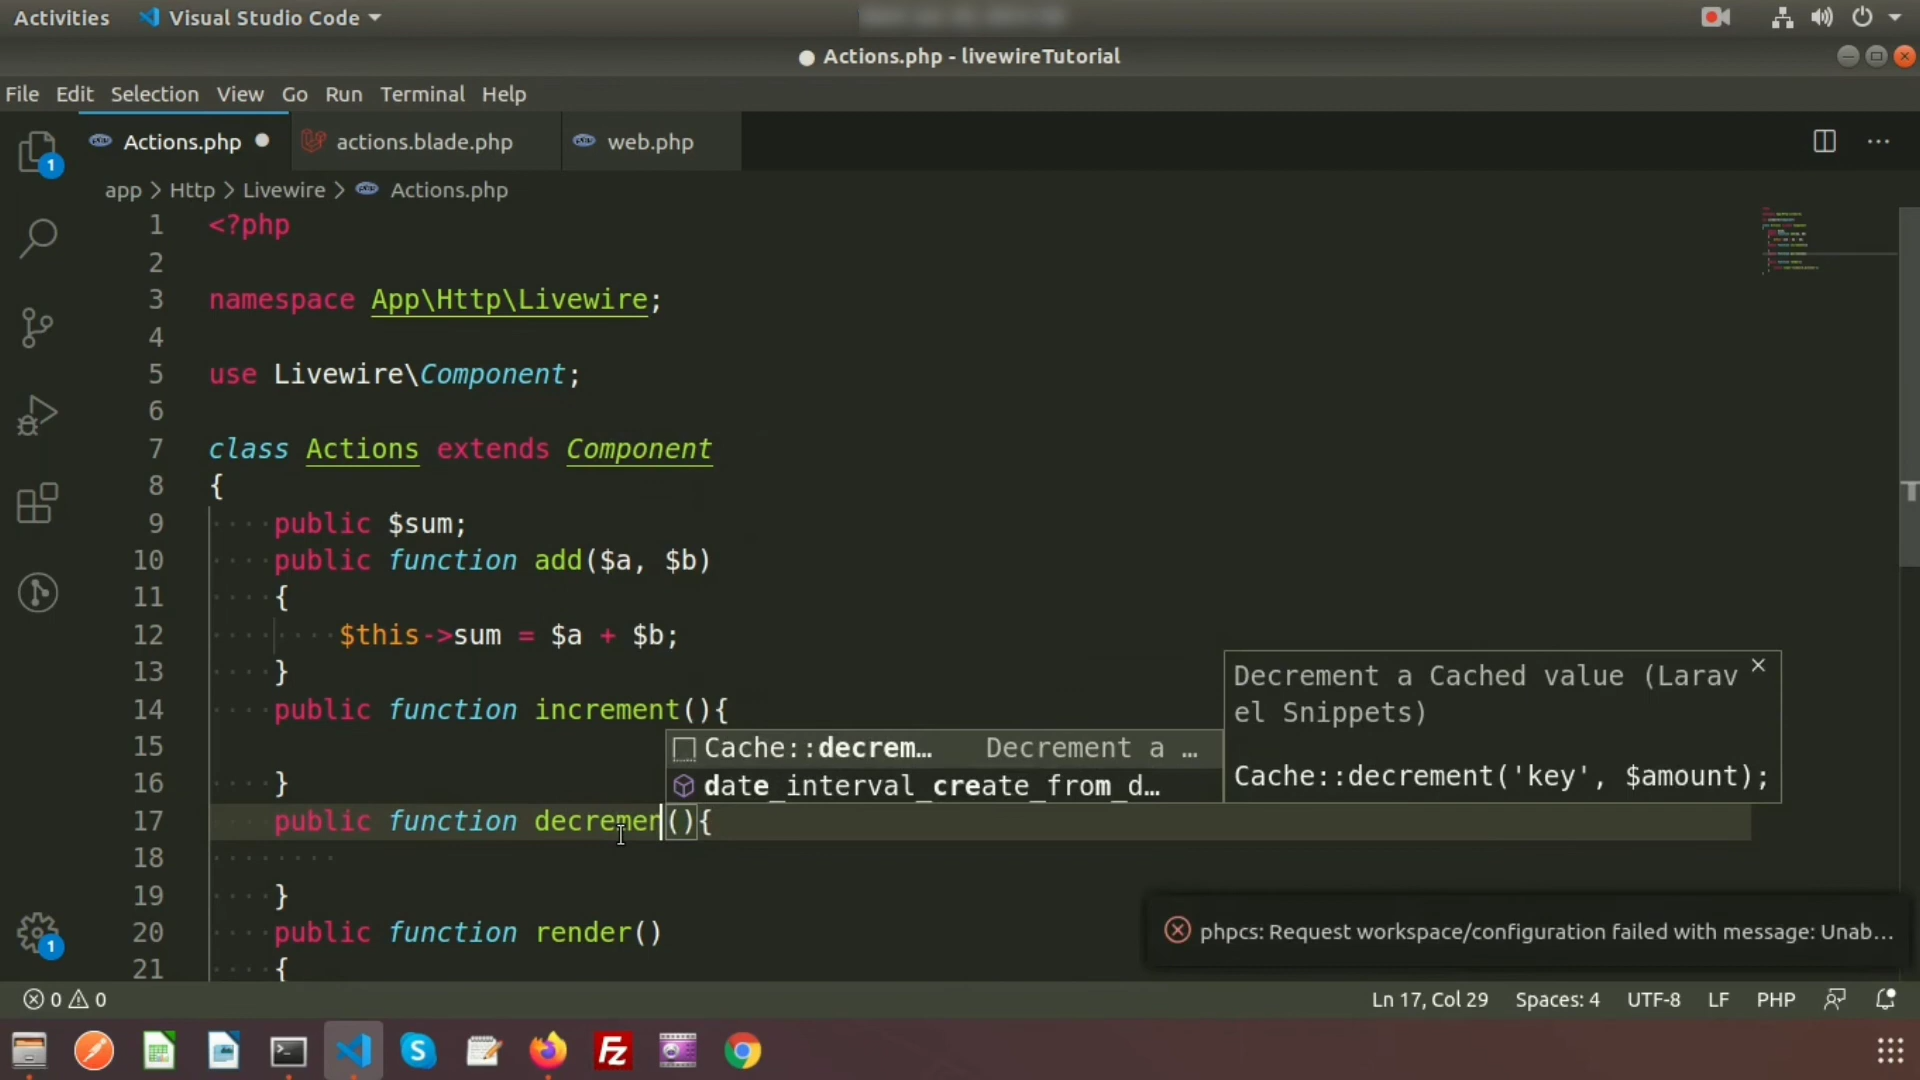 Activities Visual Studio Code
Actions.php - livewireTutorial
File Edit Selection View Go Run Terminal Help
Actions.php actions.blade.php web.php
1
app > Http > Livewire > Actions.php
1 <?php
2
3 namespace App\Http\Livewire;
4
5 use Livewire\Component;
6
7 class Actions extends Component
8 {
9 public $sum;
10 public function add($a, $b)
11 {
12 $this->sum = $a + $b;
13 }
14 public function increment(){
15
16 }
17 public function decremen(){
18
19 }
20 public function render()
21 {
Cache::decrem… Decrement a …
date_interval_create_from_d…
Decrement a Cached value (Larav
el Snippets)
Cache::decrement('key', $amount);
phpcs: Request workspace/configuration failed with message: Unab...
1
0 0 Ln 17, Col 29 Spaces: 4 UTF-8 LF PHP
S Fz